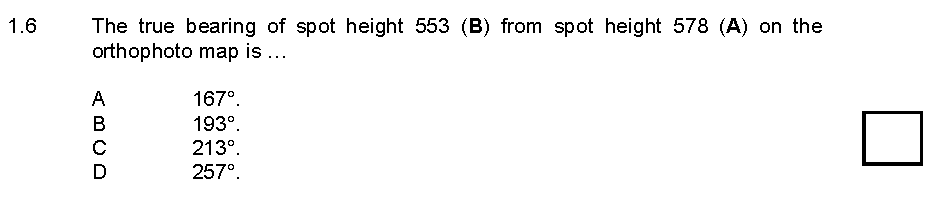 1.6 The true bearing of spot height 553 (B) from spot height 578 (A) on the
orthophoto map is …
A 167°.
B 193°.
C 213°.
D 257°.